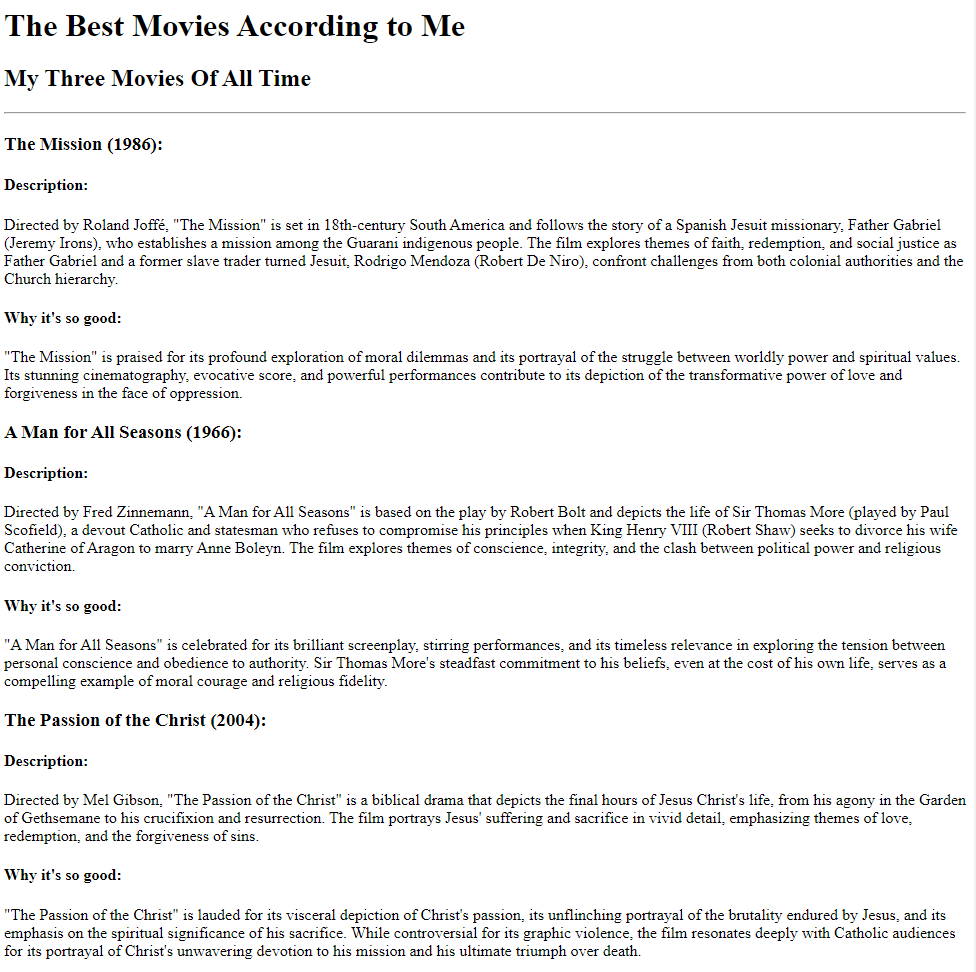 The Best Movies According to Me
My Three Movies Of All Time
The Mission (1986):
Description:
Directed by Roland Joffé, "The Mission" is set in 18th-century South America and follows the story of a Spanish Jesuit missionary, Father Gabriel
(Jeremy Irons), who establishes a mission among the Guarani indigenous people. The film explores themes of faith, redemption, and social justice as
Father Gabriel and a former slave trader turned Jesuit, Rodrigo Mendoza (Robert De Niro), confront challenges from both colonial authorities and the
Church hierarchy.
Why it's so good:
"The Mission" is praised for its profound exploration of moral dilemmas and its portrayal of the struggle between worldly power and spiritual values.
Its stunning cinematography, evocative score, and powerful performances contribute to its depiction of the transformative power of love and
forgiveness in the face of oppression.
A Man for All Seasons (1966):
Description:
Directed by Fred Zinnemann, "A Man for All Seasons" is based on the play by Robert Bolt and depicts the life of Sir Thomas More (played by Paul
Scofield), a devout Catholic and statesman who refuses to compromise his principles when King Henry VIII (Robert Shaw) seeks to divorce his wife
Catherine of Aragon to marry Anne Boleyn. The film explores themes of conscience, integrity, and the clash between political power and religious
conviction.
Why it's so good:
"A Man for All Seasons" is celebrated for its brilliant screenplay, stirring performances, and its timeless relevance in exploring the tension between
personal conscience and obedience to authority. Sir Thomas More's steadfast commitment to his beliefs, even at the cost of his own life, serves as a
compelling example of moral courage and religious fidelity.
The Passion of the Christ (2004):
Description:
Directed by Mel Gibson, "The Passion of the Christ" is a biblical drama that depicts the final hours of Jesus Christ's life, from his agony in the Garden
of Gethsemane to his crucifixion and resurrection. The film portrays Jesus' suffering and sacrifice in vivid detail, emphasizing themes of love,
redemption, and the forgiveness of sins.
Why it's so good:
"The Passion of the Christ" is lauded for its visceral depiction of Christ's passion, its unflinching portrayal of the brutality endured by Jesus, and its
emphasis on the spiritual significance of his sacrifice. While controversial for its graphic violence, the film resonates deeply with Catholic audiences
for its portrayal of Christ's unwavering devotion to his mission and his ultimate triumph over death.